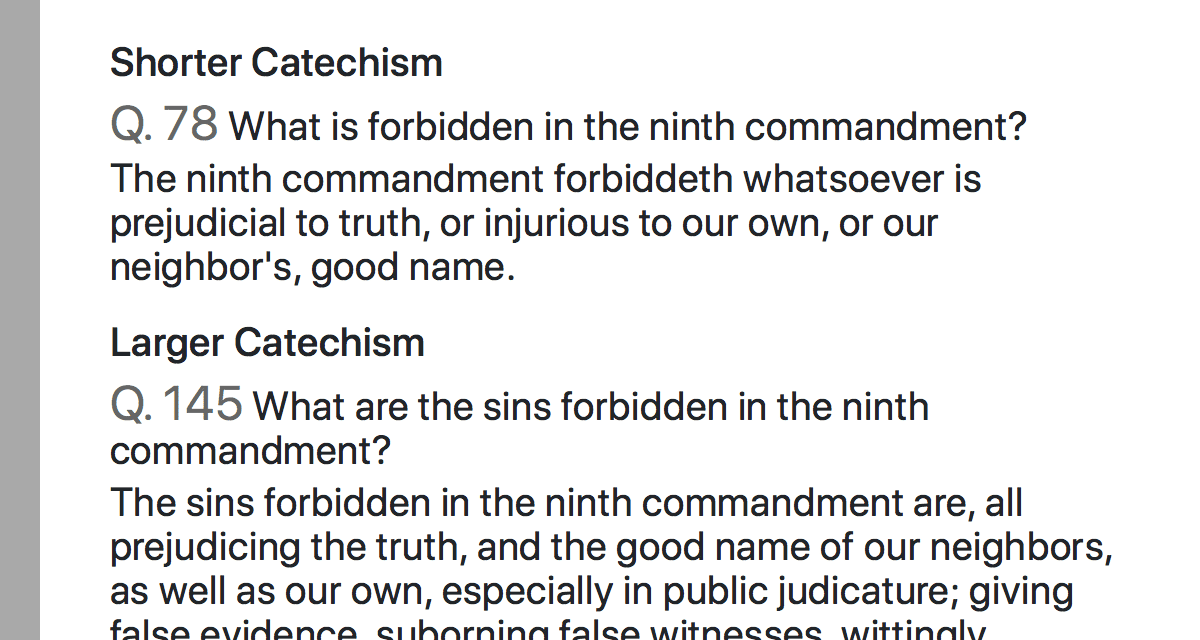 Shorter Catechism
Q. 78 What is forbidden in the ninth commandment?
The ninth commandment forbiddeth whatsoever is
prejudicial to truth, or injurious to our own, or our
neighbor's, good name.
Larger Catechism
Q. 145 What are the sins forbidden in the ninth
commandment?
The sins forbidden in the ninth commandment are, all
prejudicing the truth, and the good name of our neighbors,
as well as our own, especially in public judicature; giving
false evidence, suborning false witnesses, wittingly